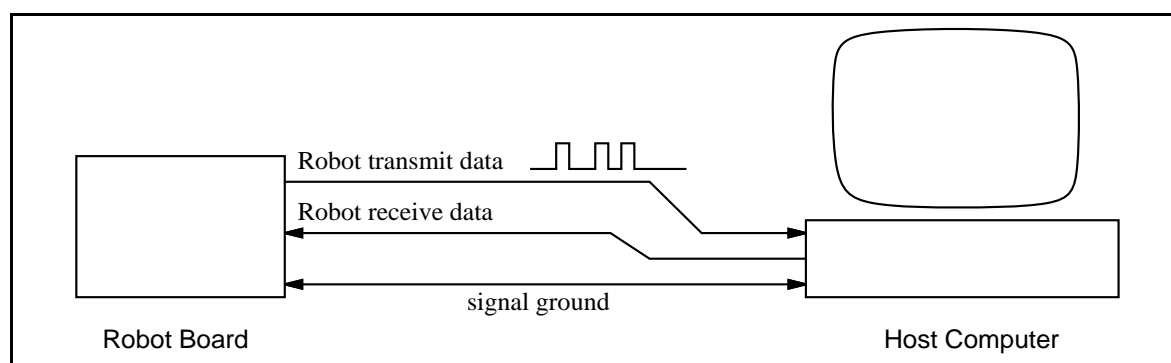 Robot transmit data
Robot receive data
signal ground
Robot Board
Host Computer